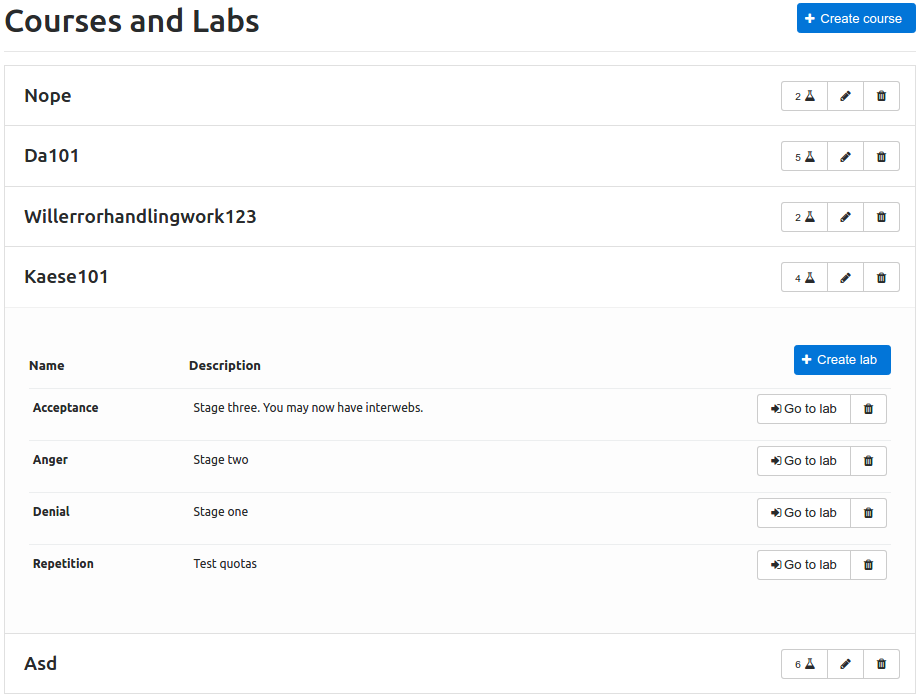 Courses and Labs
Create course
Nope
2
Da101
5
Willerrorhandlingwork123
2
Kaese101
4
Name Description Create lab
Acceptance Stage three. You may now have interwebs. Go to lab
Anger Stage two Go to lab
Denial Stage one Go to lab
Repetition Test quotas Go to lab
Asd
6